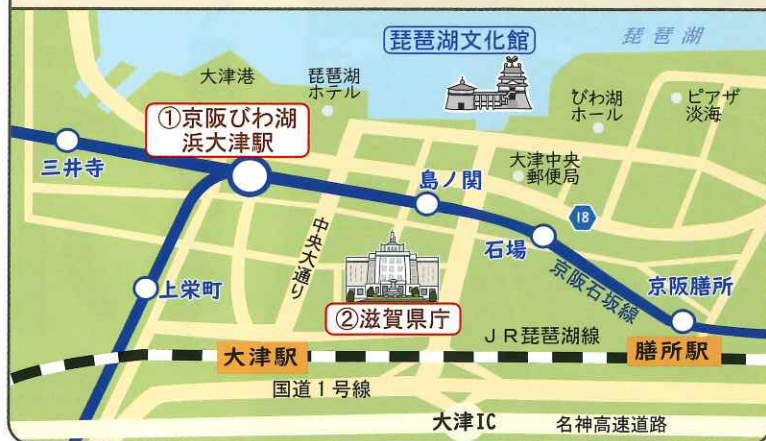 琵琶湖文化館
琵琶湖
大津港
琵琶湖
ホテル
びわ湖
ホール
ピアザ
淡海
①京阪びわ湖
浜大津駅
三井寺
大津中央
郵便局
島ノ関
18
石場
中央大通り
上栄町
京阪石坂線
京阪膳所
②滋賀県庁
JR琵琶湖線
大津駅
膳所駅
国道1号線
大津IC
名神高速道路